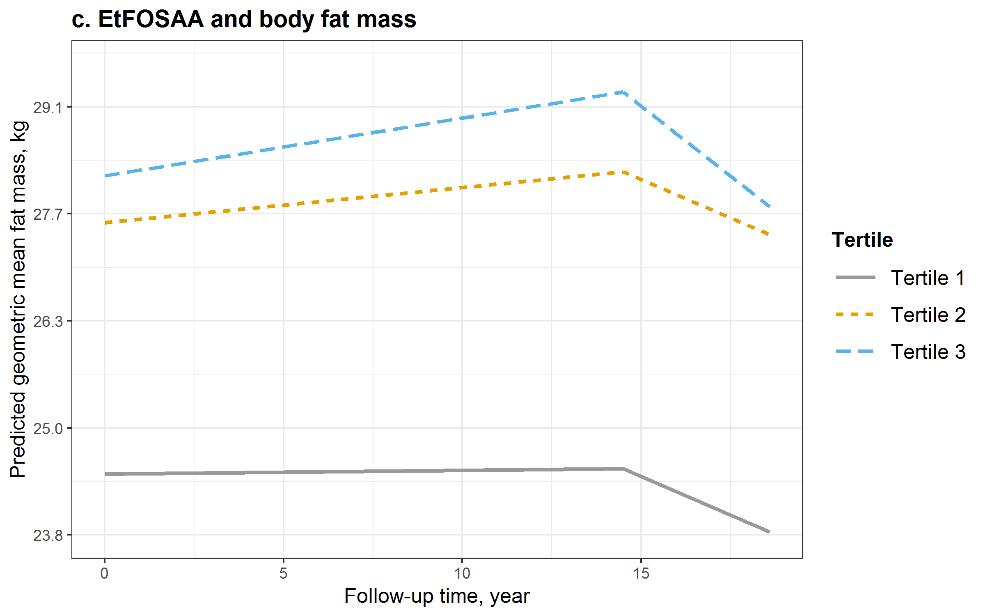 c. EtFOSAA and body fat mass
Predicted geometric mean fat mass, kg
29.1
27.7
26.3
25.0
23.8
0
5
10
15
Follow-up time, year
Tertile
Tertile 1
Tertile 2
Tertile 3